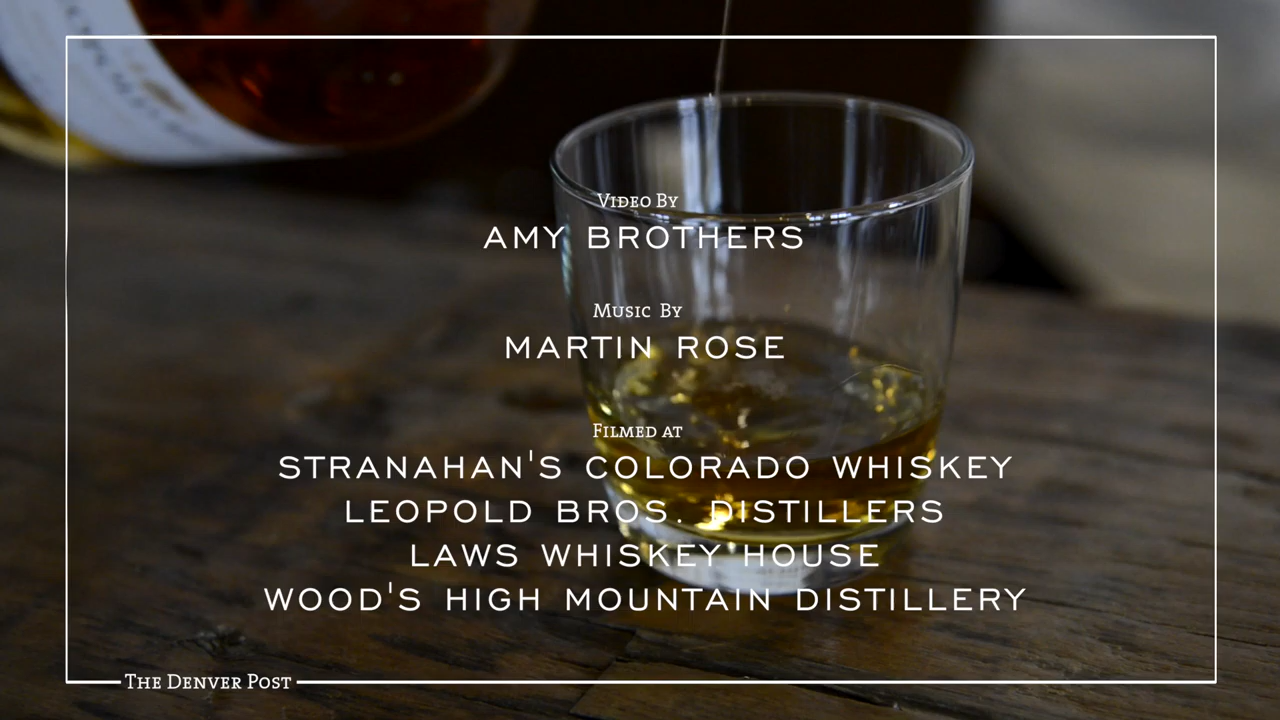 Video By
AMY BROTHERS
Music By
MARTIN ROSE
Filmed at
STRANAHAN'S COLORADO WHISKEY
LEOPOLD BROS. DISTILLERS
LAWS WHISKEY HOUSE
WOOD'S HIGH MOUNTAIN DISTILLERY
The Denver Post